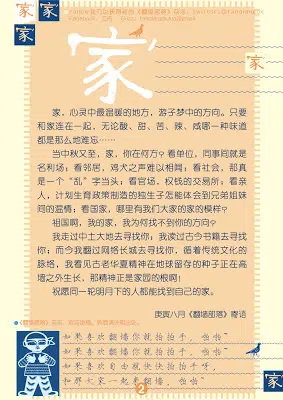 家 家
家
家
家
家，心灵中最温暖的地方，游子梦中的方向。只要
和家连在一起，无论酸、甜、苦、辣、咸哪一种味道
都是那么地难忘……
当中秋又至，家，你在何方？看单位，同事间就是
名利场；看邻居，鸡犬之声难以相闻；看社会，那真
是一个“乱”字当头；看官场，权钱的交易所；看亲
人，计划生育政策制造的独生子怎能体会到兄弟姐妹
间的温情；看国家，哪里有我们大家的家的模样？
祖国啊，我的家，我为何找不到你的方向？
我走过中土大地去寻找你；我读过古今书籍去寻
找你；而今我翻过网络长城去寻找你，循着传统文化的
脉络，我看见古老华夏精神在地球留存的种子正在高
墙之外生长，那精神正是家园的根啊！
祝愿同一轮明月下的人都能找到自己的家。
庚寅八月《翻墙部落》寄语
如果喜欢翻墙你就拍拍手，啪啪
如果喜欢翻墙你就拍拍手，啪啪
如果喜欢自由就快快拍拍手呀
和那大家一起来翻墙，啪啪
2